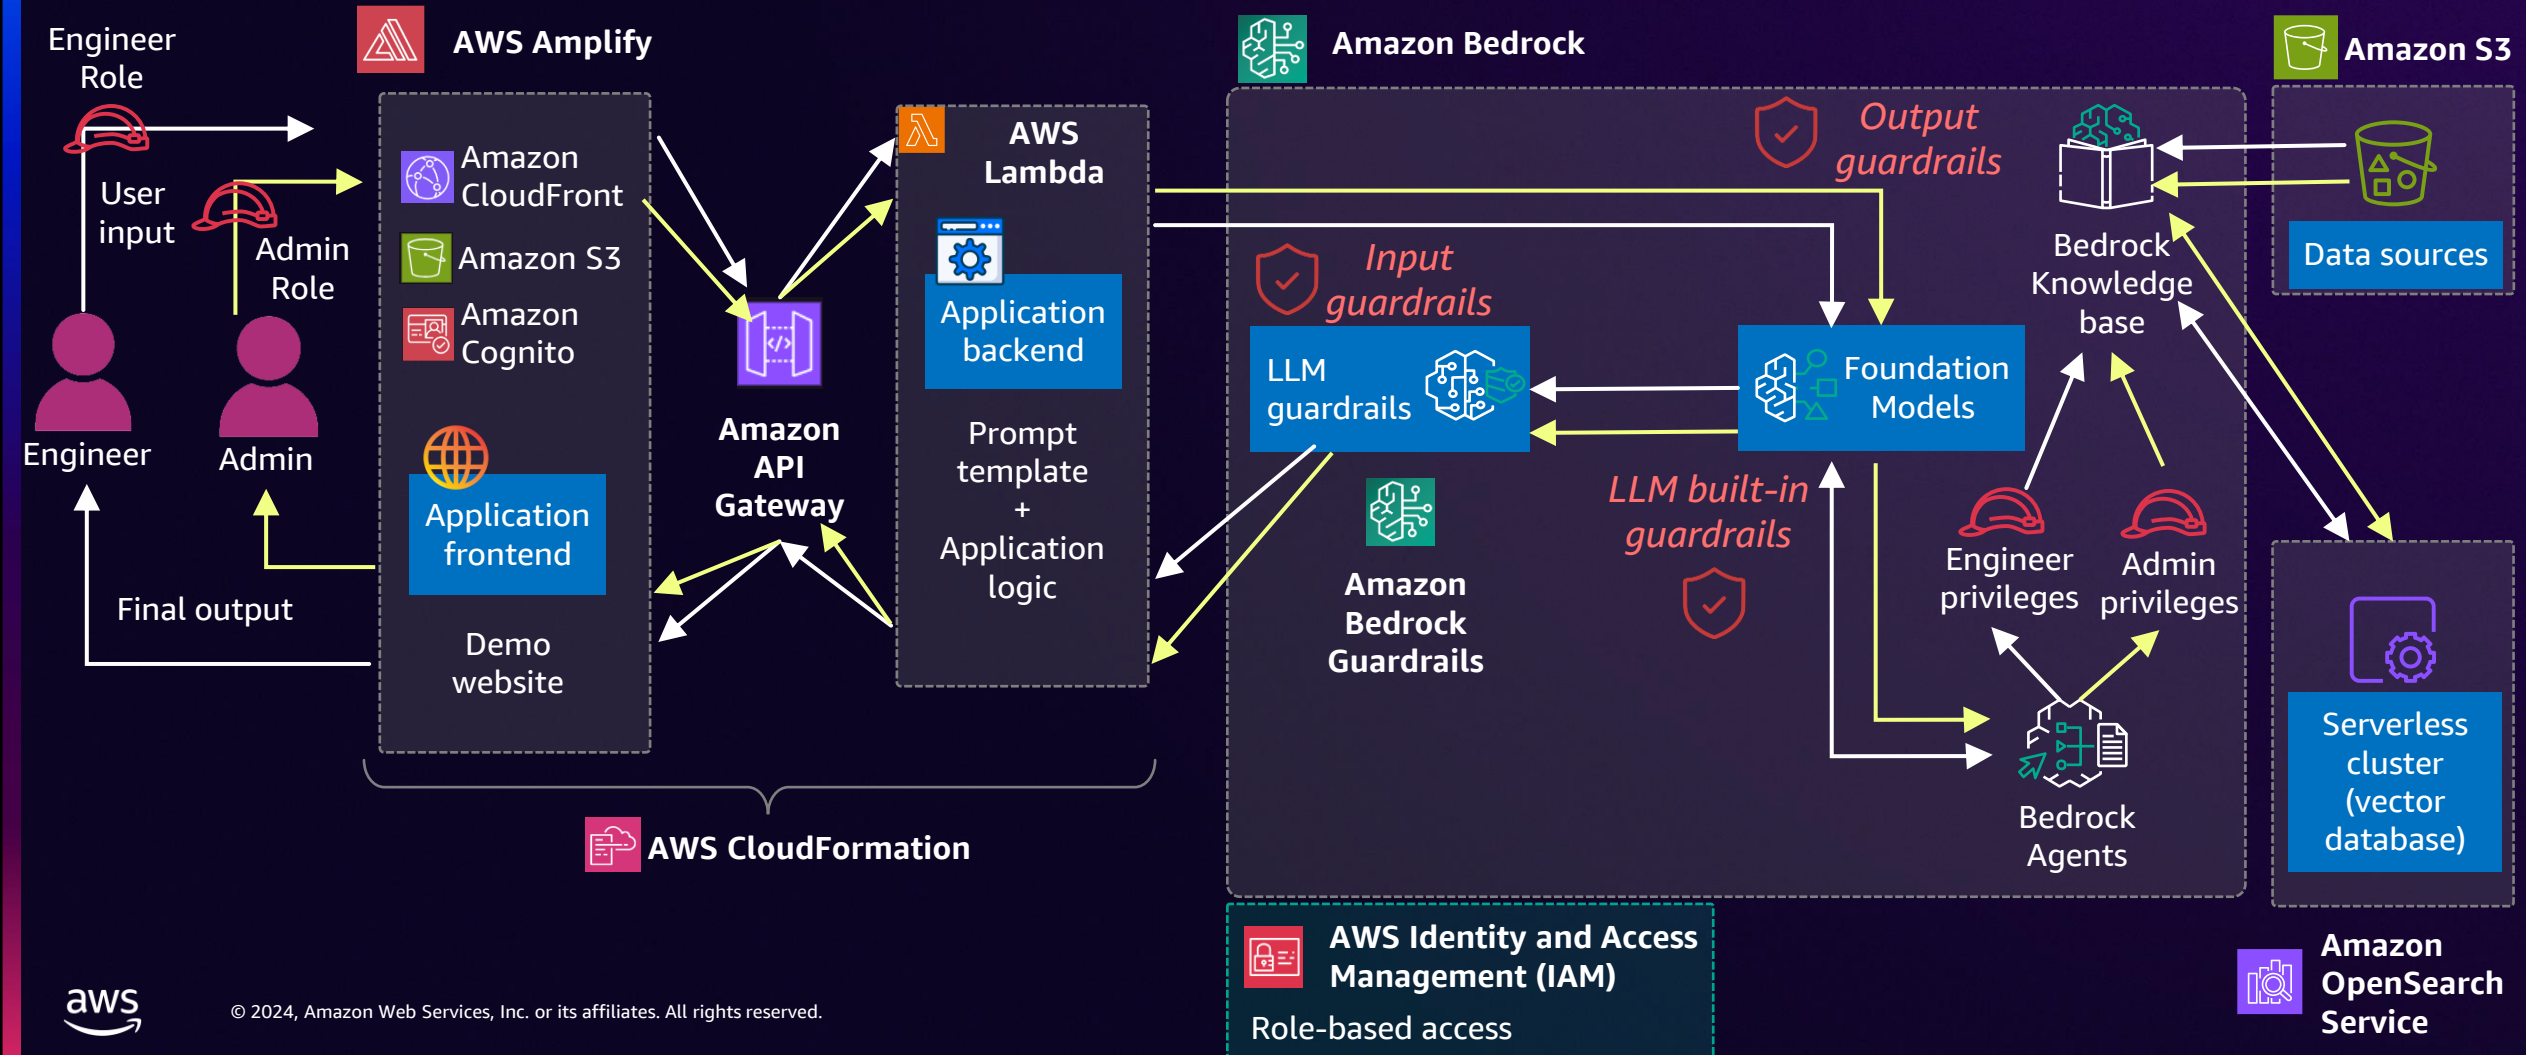 Engineer
Role
AWS Amplify
Amazon Bedrock
Amazon S3
User
input
Admin
Role
Engineer
Admin
Final output
Amazon
CloudFront
Amazon S3
Amazon
Cognito
Application
frontend
Demo
website
Amazon
API
Gateway
AWS
Lambda
Application
backend
Prompt
template
+
Application
logic
AWS CloudFormation
Input
guardrails
LLM
guardrails
Amazon
Bedrock
Guardrails
Output
guardrails
Foundation
Models
LLM built-in
guardrails
Bedrock
Knowledge
base
Engineer
privileges
Admin
privileges
Bedrock
Agents
Data sources
Serverless
cluster
(vector
database)
Amazon
OpenSearch
Service
AWS Identity and Access
Management (IAM)
Role-based access
aws
© 2024, Amazon Web Services, Inc. or its affiliates. All rights reserved.